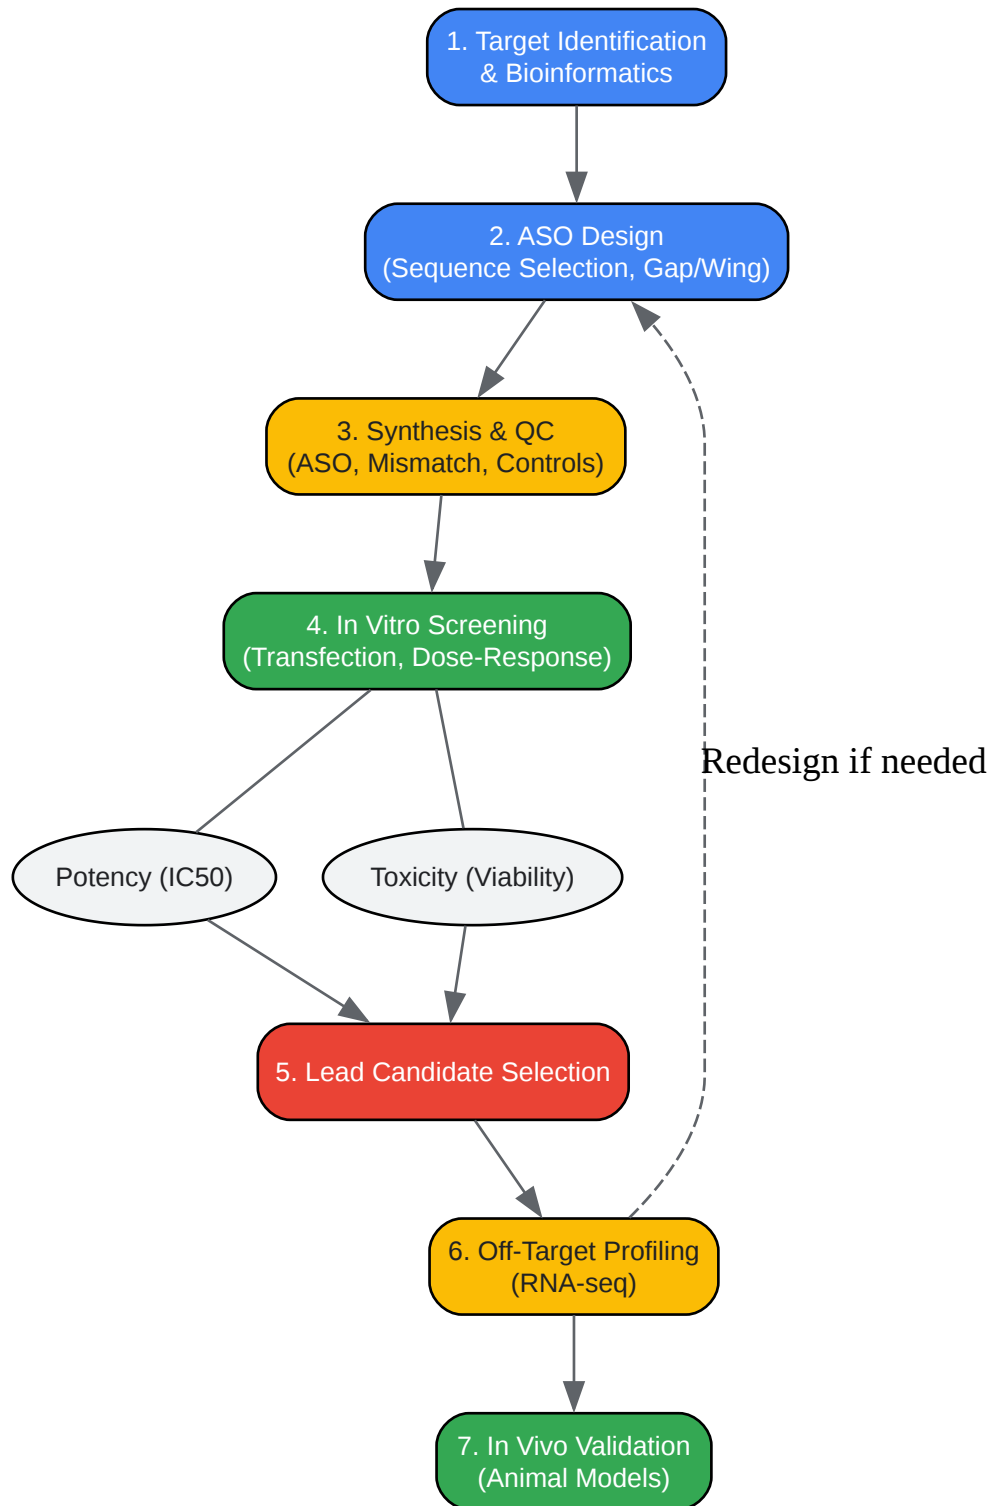 1. Target Identification
& Bioinformatics
2. ASO Design
(Sequence Selection, Gap/Wing)
3. Synthesis & QC
(ASO, Mismatch, Controls)
4. In Vitro Screening
(Transfection, Dose-Response)
Redesign if needed
Potency (IC50)
Toxicity (Viability)
5. Lead Candidate Selection
6. Off-Target Profiling
(RNA-seq)
7. In Vivo Validation
(Animal Models)